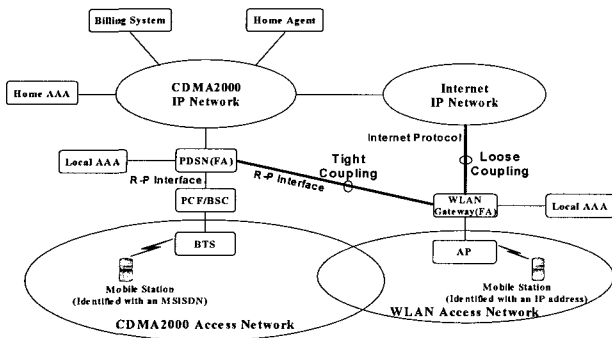 Billing System
Home Agent
Home AAA
CDMA2000
IP Network
Internet
IP Network
Internet Protocol
Loose
Coupling
Tight
Coupling
Local AAA
PDSN(FA)
R-P Interface
R-P Interface
WLAN
Gateway(FA)
Local AAA
PCF/BSC
BTS
AP
Mobile Station
(Identified with an MSISDN)
Mobile Station
(Identified with an IP address)
CDMA2000 Access Network
WLAN Access Network